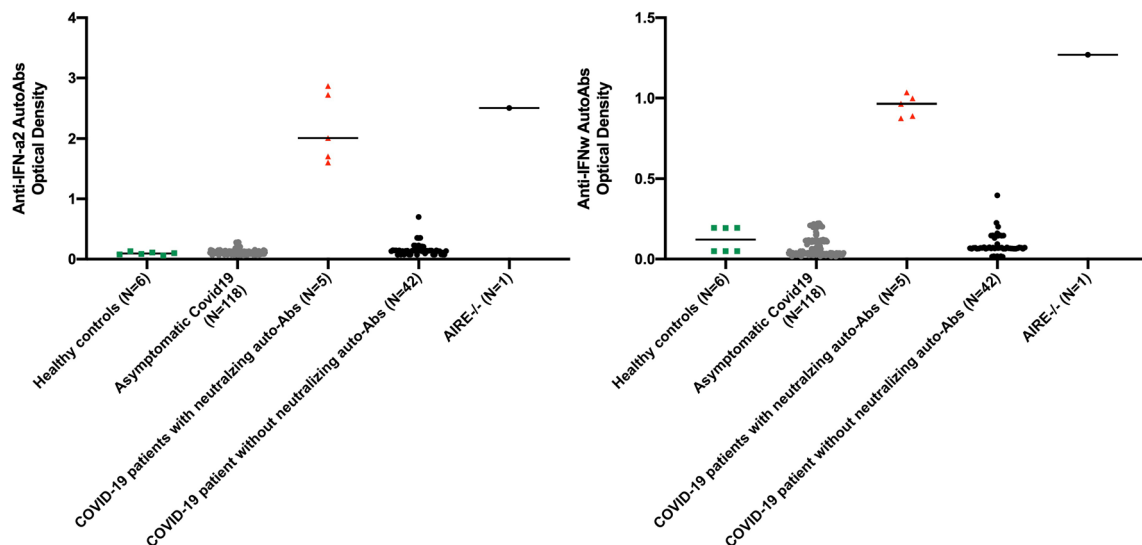 Anti-IFN-a2 AutoAbs
Optical Density
4
3
2
1
0
Healthy controls (N=6)
Asymptomatic Covid19
(N=118)
COVID-19 patients with neutralzing auto-Abs (N=5)
COVID-19 patient without neutralizing auto-Abs (N=42)
AIRE-/- (N=1)
Anti-IFNw AutoAbs
Optical Density
1.5
1.0
0.5
0.0
Healthy controls (N=6)
Asymptomatic Covid19
(N=118)
COVID-19 patients with neutralzing auto-Abs (N=5)
COVID-19 patient without neutralizing auto-Abs (N=42)
AIRE-/- (N=1)